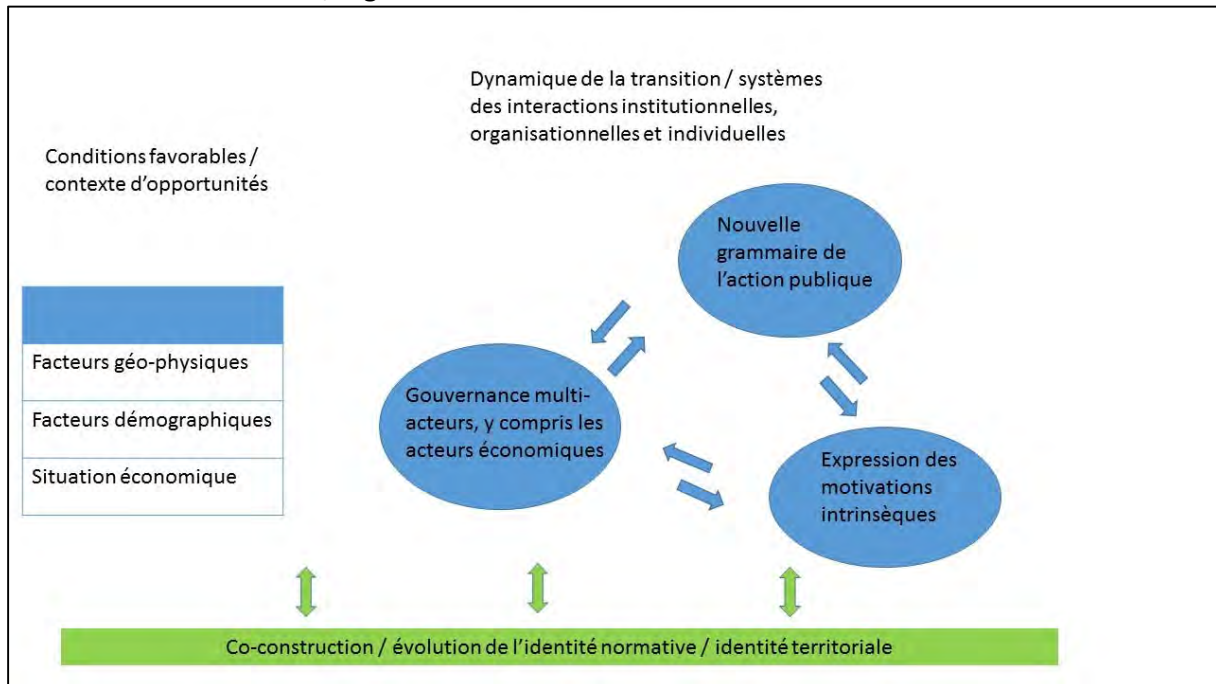 Dynamique de la transition / systèmes
des interactions institutionnelles,
organisationnelles et individuelles
Conditions favorables /
contexte d'opportunités
Nouvelle
grammaire de
l'action publique
Facteurs géo-physiques
Facteurs démographiques
Situation économique
Gouvernance multi-
acteurs, y compris les
acteurs économiques
Expression des
motivations
intrinsèques
Co-construction / évolution de l'identité normative / identité territoriale